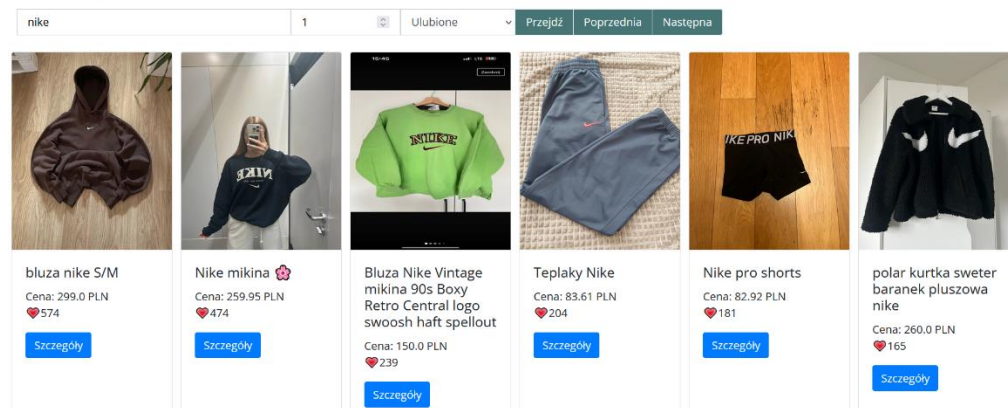 nike 1 Ulubione Przejdź Poprzednia Następna
NIKE
NIKE
IKE PRO NIK
bluza nike S/M
Cena: 299.0 PLN
574
Szczegóły
Nike mikina
Cena: 259.95 PLN
474
Szczegóły
Bluza Nike Vintage
mikina 90s Boxy
Retro Central logo
swoosh haft spellout
Cena: 150.0 PLN
239
Szczegóły
Teplaky Nike
Cena: 83.61 PLN
204
Szczegóły
Nike pro shorts
Cena: 82.92 PLN
181
Szczegóły
polar kurtka sweter
baranek pluszowa
nike
Cena: 260.0 PLN
165
Szczegóły